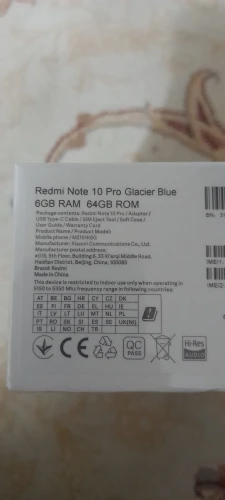 Redmi Note 10 Pro Glacier Blue
6GB RAM 64GB ROM
Package contents: Redmi Note 10 Pro / Adapter /
USB Type-C Cable / SIM Eject Tool / Soft Case /
User Guide / Warranty Card
Product Name / Product Model:
Mobile phone / M2101K6G
Manufacturer: Xiaomi Communications Co., Ltd.
Manufacturer postal address:
#019, 9th Floor, Building 6, 33 Xi'erqi Middle Road,
Haidian District, Beijing, China, 100085
Brand: Redmi
Made in China
This device is restricted to indoor use only when operating in
5150 to 5350 MHz frequency range in following countries:
AT BE BG HR CY CZ DK
EE FI FR DE EL HU IE
IT LV LT LU MT NL PL
PT RO SK SI ES SE UK(NI)
IS LI NO CH TR
CE
QC
PASS
Hi-Res
AUDIO
SN: 3
IMEI1:
IMEI2: